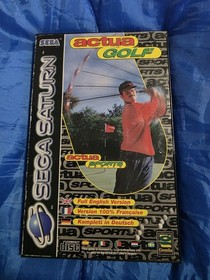 SEGA
actua
GOLF
SEGA SATURN
actua
SPORTS
Full English Version
Version 100% Française
Komplett in Deutsch